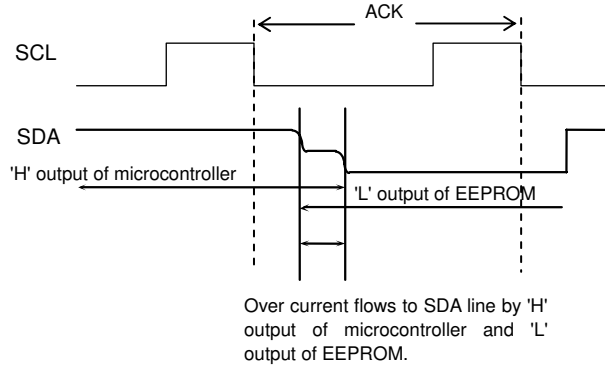 ACK
SCL
SDA
'H' output of microcontroller
'L' output of EEPROM
Over current flows to SDA line by 'H'
output of microcontroller and 'L'
output of EEPROM.